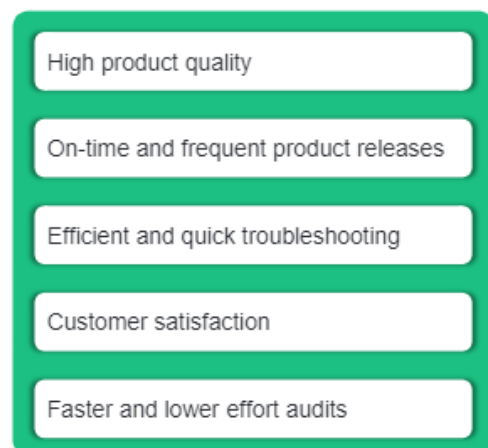 High product quality
On-time and frequent product releases
Efficient and quick troubleshooting
Customer satisfaction
Faster and lower effort audits